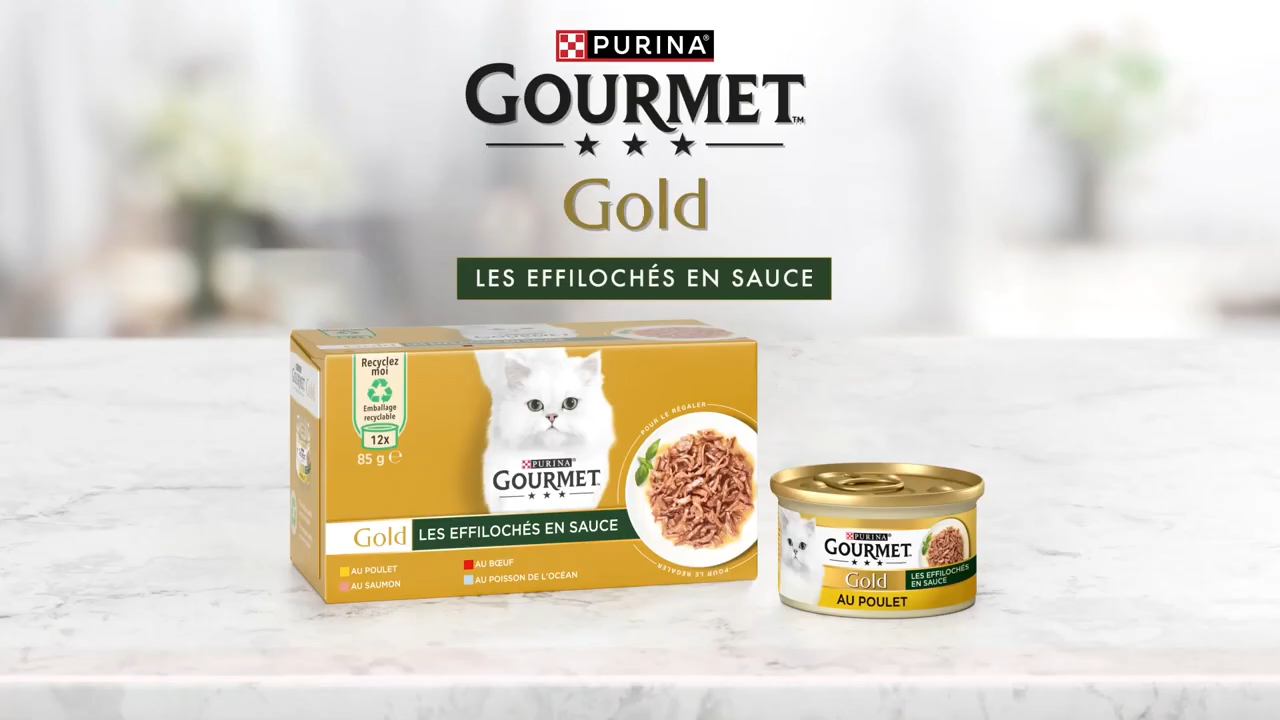 PURINA®
GOURMET™
Gold
LES EFFILOCHÉS EN SAUCE
Recyclez
moi
Emballage
recyclable
12x
85 g ℮
POUR LE RÉGALER
PURINA
GOURMET
Gold LES EFFILOCHÉS EN SAUCE
AU POULET
AU BŒUF
AU SAUMON
AU POISSON DE L'OCEAN
POUR LE RÉGALER
PURINA
GOURMET
Gold
LES EFFILOCHÉS
EN SAUCE
AU POULET